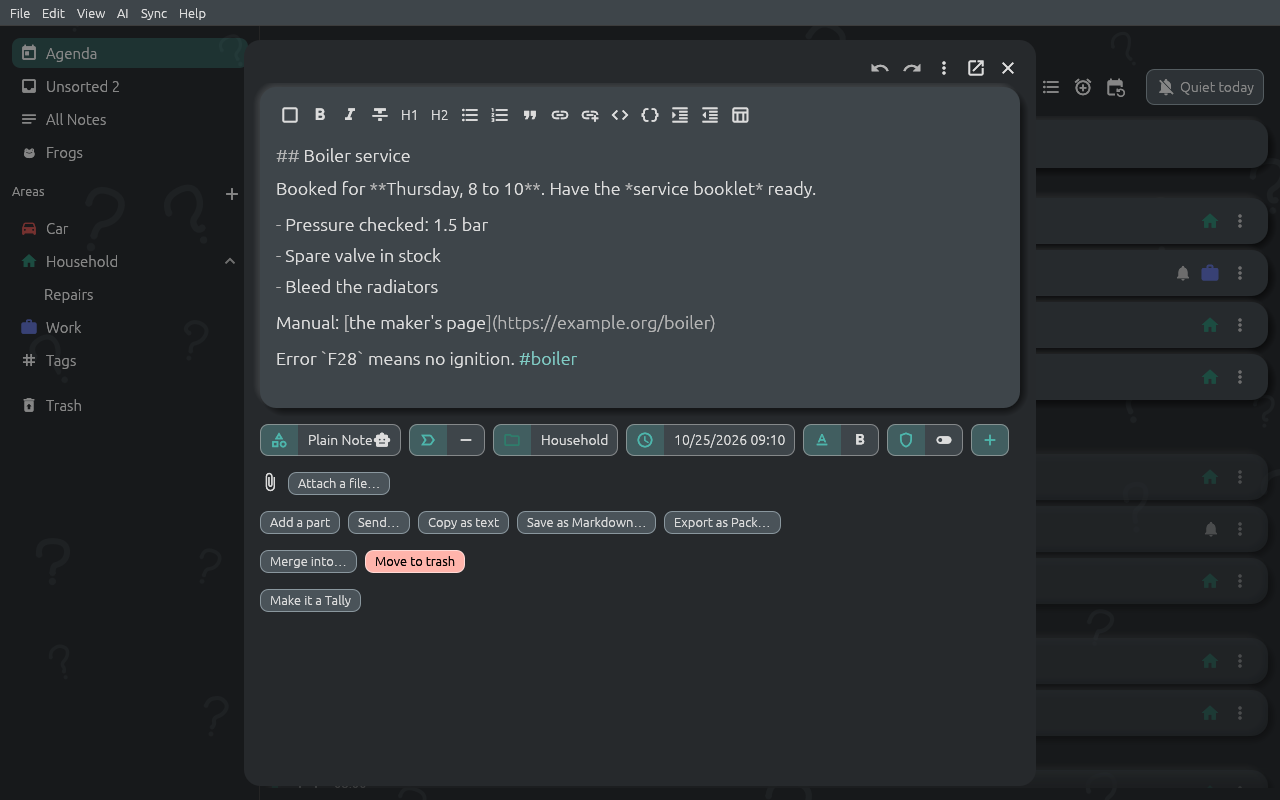 File Edit View AI Sync Help
Agenda
Unsorted 2
All Notes
Frogs
Areas
Car
Household
Repairs
Work
Tags
Trash
Quiet today
B I H1 H2
## Boiler service
Booked for **Thursday, 8 to 10**. Have the *service booklet* ready.
- Pressure checked: 1.5 bar
- Spare valve in stock
- Bleed the radiators
Manual: [the maker's page](https://example.org/boiler)
Error `F28` means no ignition. #boiler
Plain Note Household 10/25/2026 09:10 A B
Attach a file…
Add a part Send… Copy as text Save as Markdown… Export as Pack…
Merge into… Move to trash
Make it a Tally